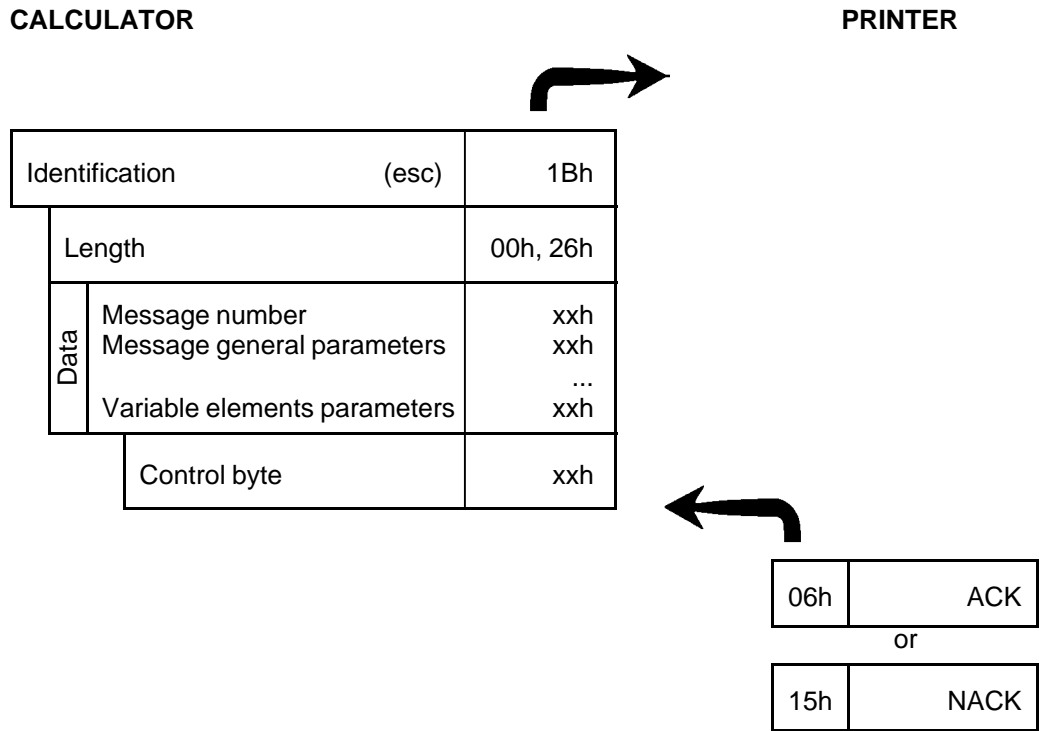 CALCULATOR PRINTER
Identification (esc) 1Bh
Length 00h, 26h
Data
Message number xxh
Message general parameters xxh
...
Variable elements parameters xxh
Control byte xxh
06h ACK
or
15h NACK